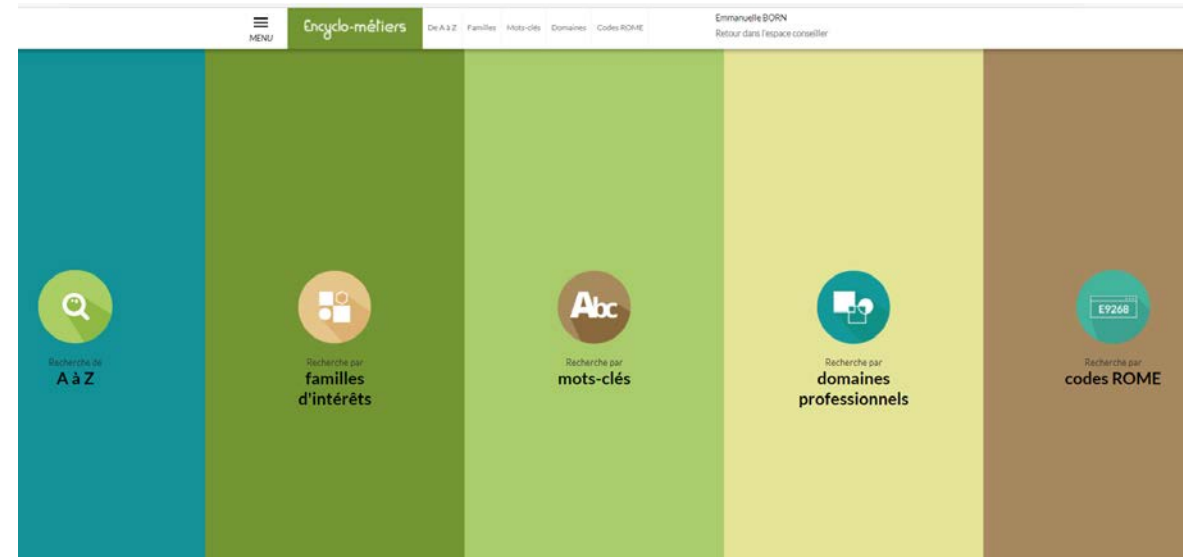 MENU
Encyclo-métiers
De A à Z Familles Mots-clés Domaines Codes ROME
Emmanuelle BORN
Retour dans l'espace conseiller
Recherche de
A à Z
Recherche par
familles
d'intérêts
Abc
Recherche par
mots-clés
Recherche par
domaines
professionnels
E9268
Recherche par
codes ROME